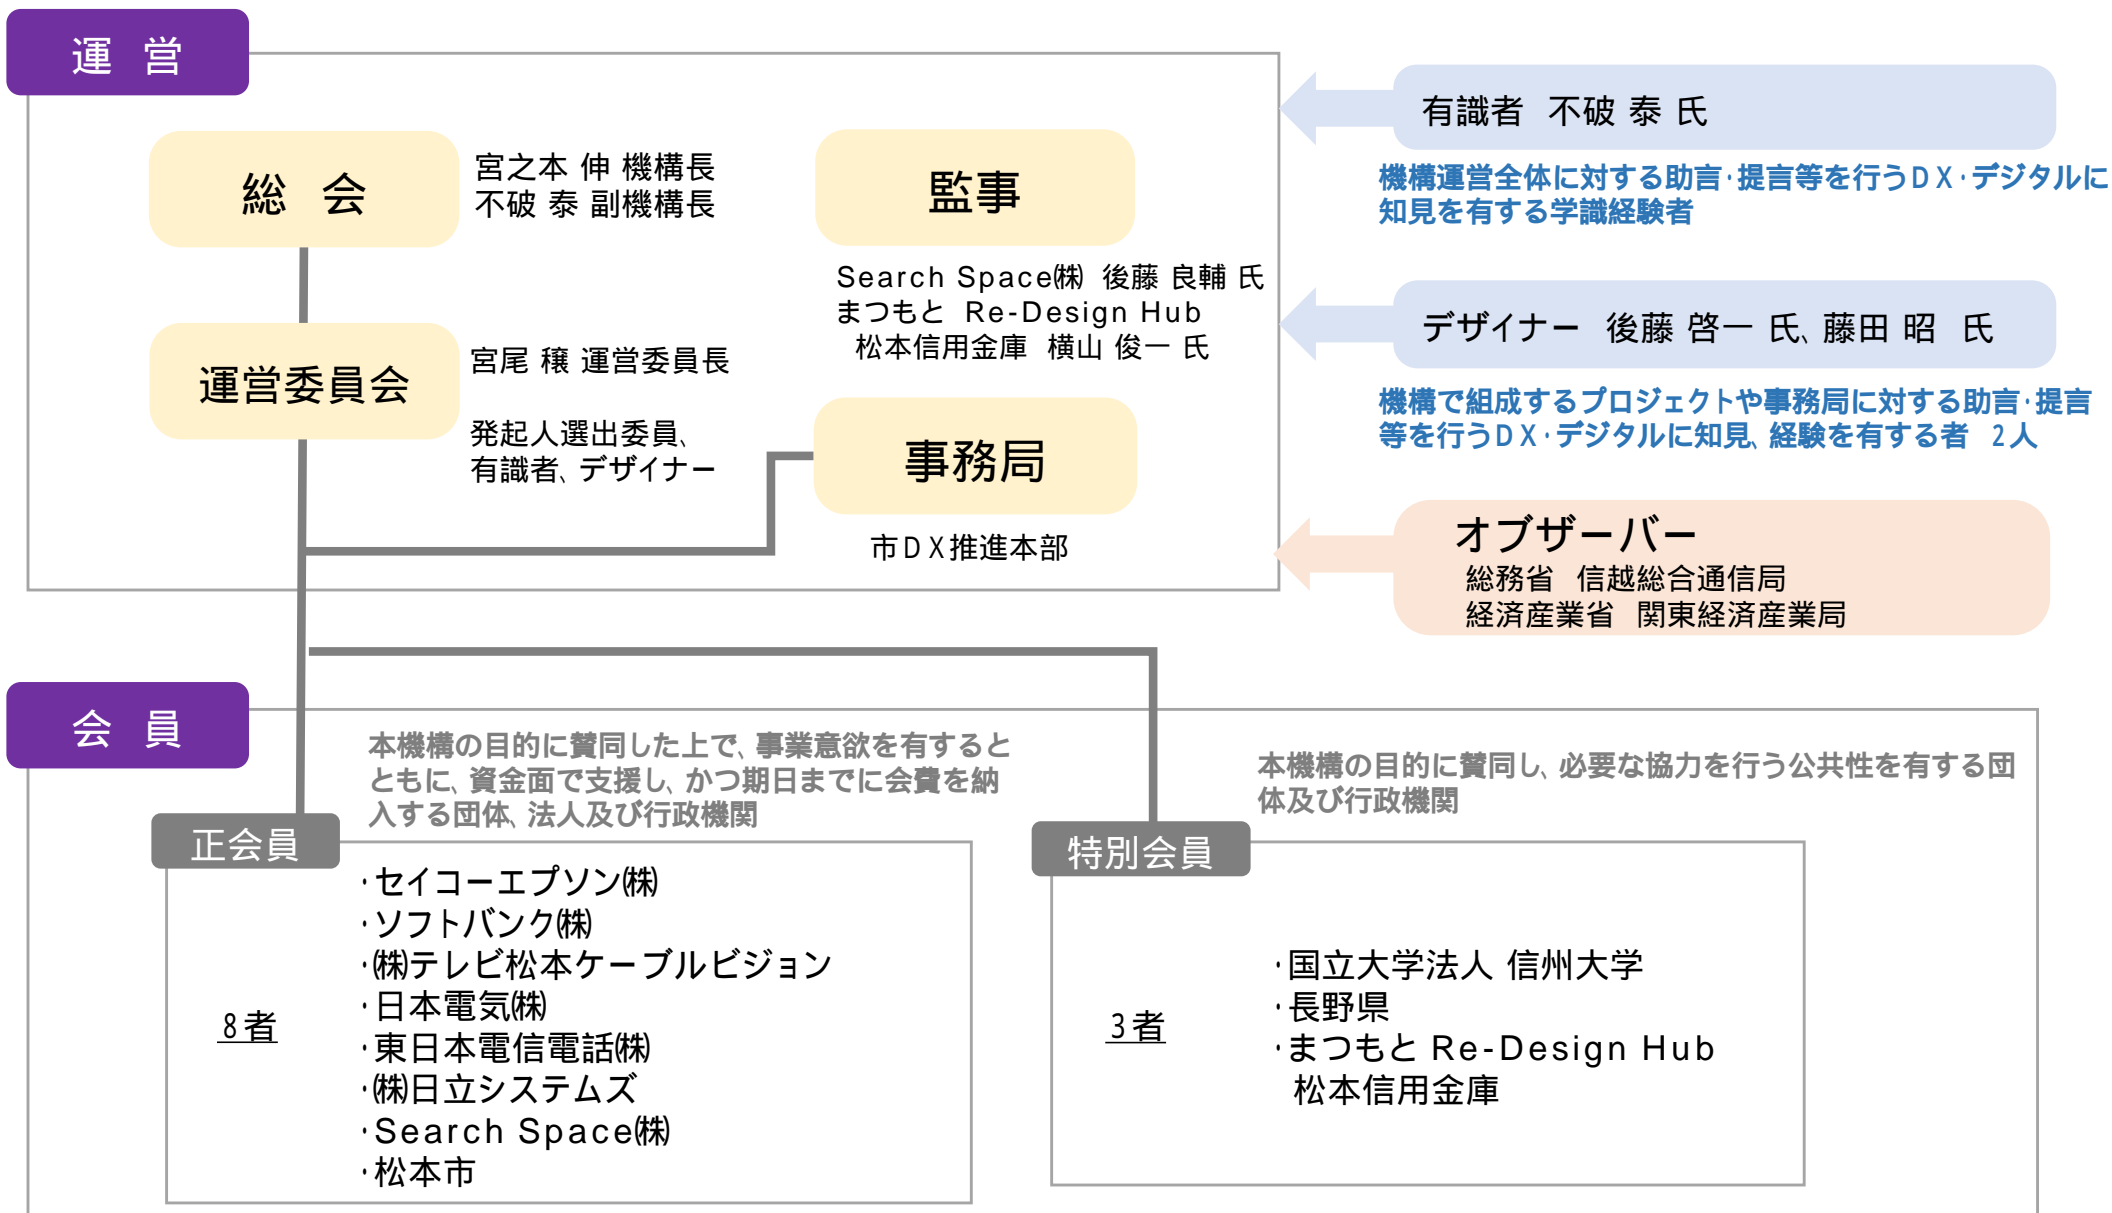 運 営
総 会
宮之本 伸 機構長
不破 泰 副機構長
監事
Search Space㈱ 後藤 良輔 氏
まつもと Re-Design Hub
松本信用金庫 横山 俊一 氏
運営委員会
宮尾 穣 運営委員長
発起人選出委員、
有識者、デザイナー
事務局
市DX推進本部
有識者 不破 泰 氏
機構運営全体に対する助言・提言等を行うDX・デジタルに
知見を有する学識経験者
デザイナー 後藤 啓一 氏、藤田 昭 氏
機構で組成するプロジェクトや事務局に対する助言・提言
等を行うDX・デジタルに知見、経験を有する者 2人
オブザーバー
総務省 信越総合通信局
経済産業省 関東経済産業局
会 員
本機構の目的に賛同した上で、事業意欲を有すると
ともに、資金面で支援し、かつ期日までに会費を納
入する団体、法人及び行政機関
正会員
8者
・セイコーエプソン㈱
・ソフトバンク㈱
・㈱テレビ松本ケーブルビジョン
・日本電気㈱
・東日本電信電話㈱
・㈱日立システムズ
・Search Space㈱
・松本市
本機構の目的に賛同し、必要な協力を行う公共性を有する団
体及び行政機関
特別会員
3者
・国立大学法人 信州大学
・長野県
・まつもと Re-Design Hub
松本信用金庫